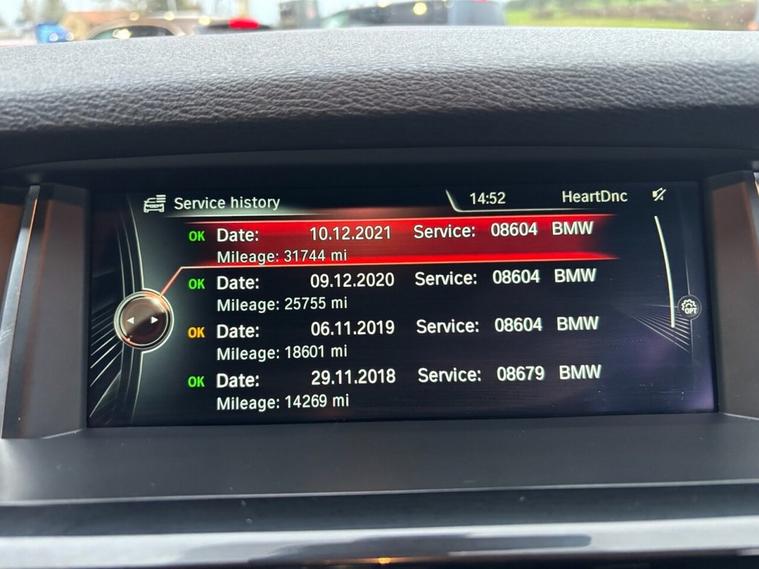 Service history 14:52 HeartDnc
OK Date: 10.12.2021 Service: 08604 BMW
Mileage: 31744 mi
OK Date: 09.12.2020 Service: 08604 BMW
Mileage: 25755 mi
OK Date: 06.11.2019 Service: 08604 BMW
Mileage: 18601 mi
OK Date: 29.11.2018 Service: 08679 BMW
Mileage: 14269 mi
OPT